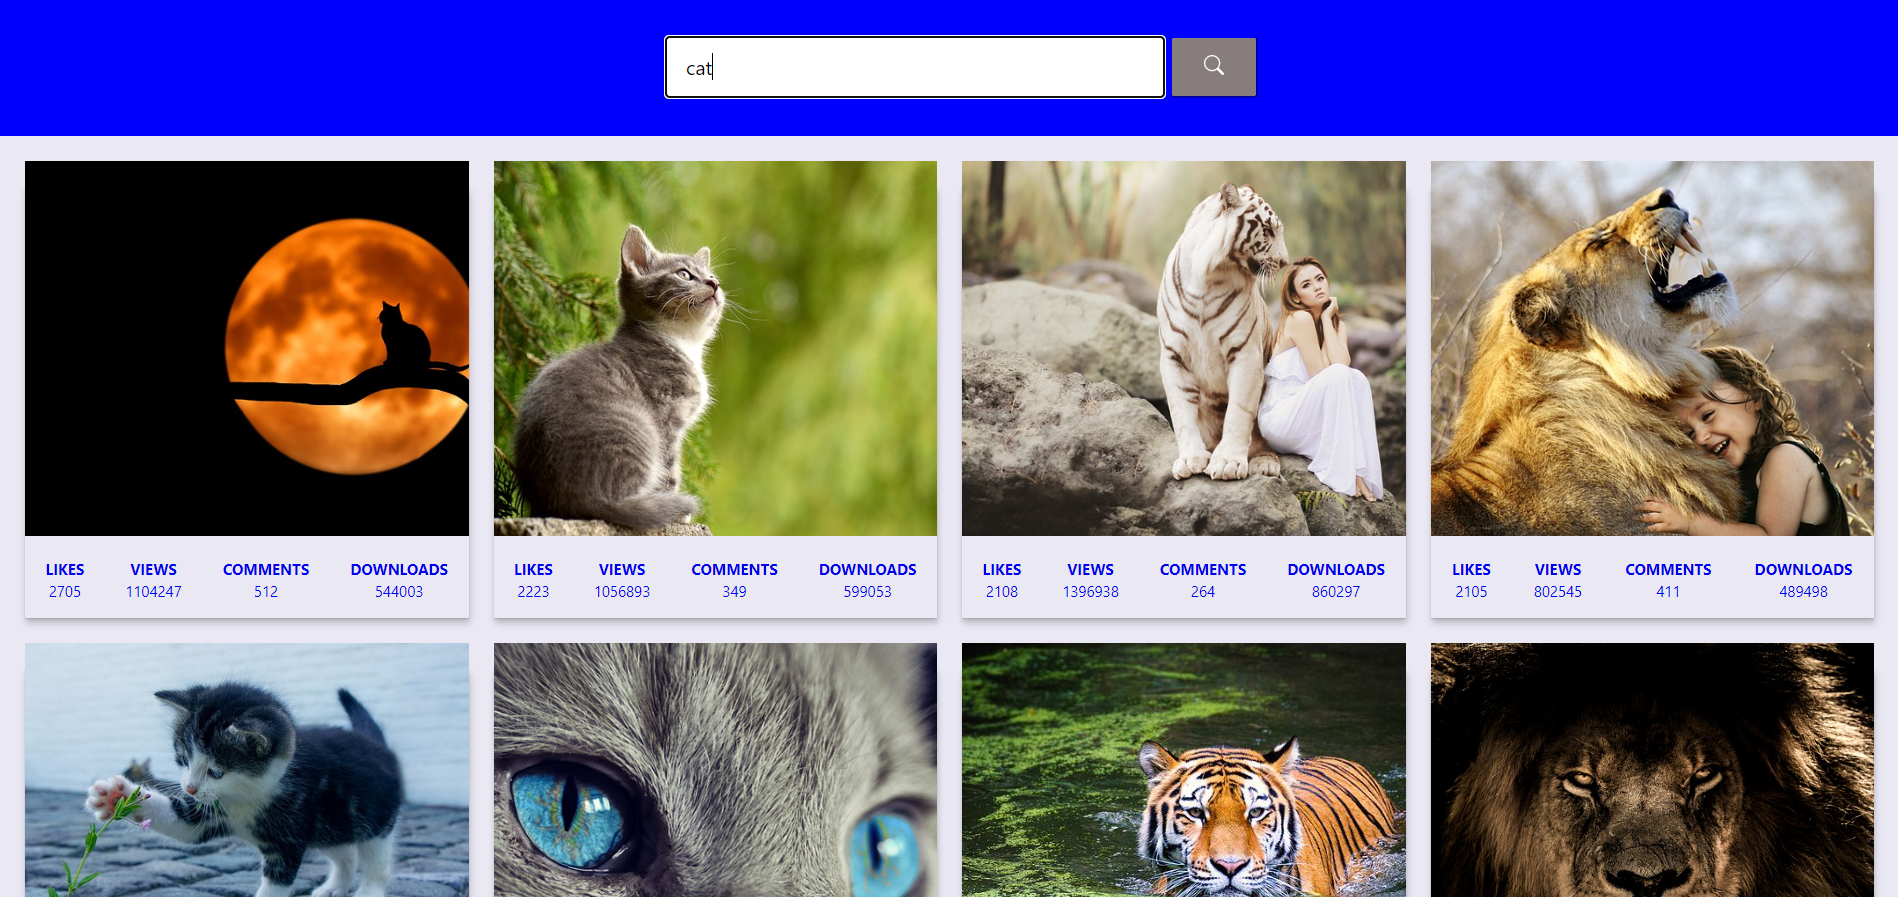 cat
LIKES VIEWS COMMENTS DOWNLOADS
2705 1104247 512 544003
LIKES VIEWS COMMENTS DOWNLOADS
2223 1056893 349 599053
LIKES VIEWS COMMENTS DOWNLOADS
2108 1396938 264 860297
LIKES VIEWS COMMENTS DOWNLOADS
2105 802545 411 489498